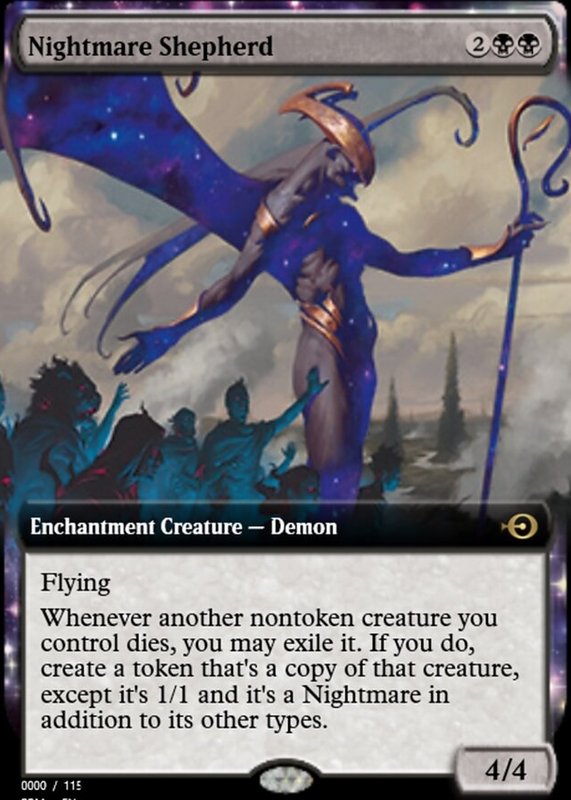 Nightmare Shepherd 2
Enchantment Creature — Demon
Flying
Whenever another nontoken creature you
control dies, you may exile it. If you do,
create a token that's a copy of that creature,
except it's 1/1 and it's a Nightmare in
addition to its other types.
4/4
0000 / 115